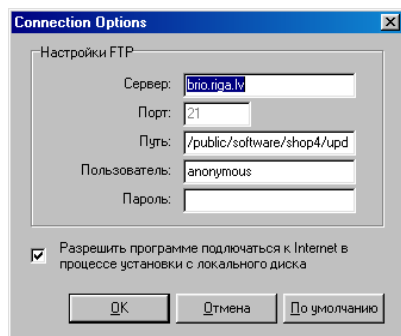 Connection Options
Настройки FTP
Сервер: brio.riga.lv
Порт: 21
Путь: /public/software/shop4/upd
Пользователь: anonymous
Пароль:
Разрешить программе подлючаться к Internet в
процессе установки с локального диска
OK Отмена По умолчанию